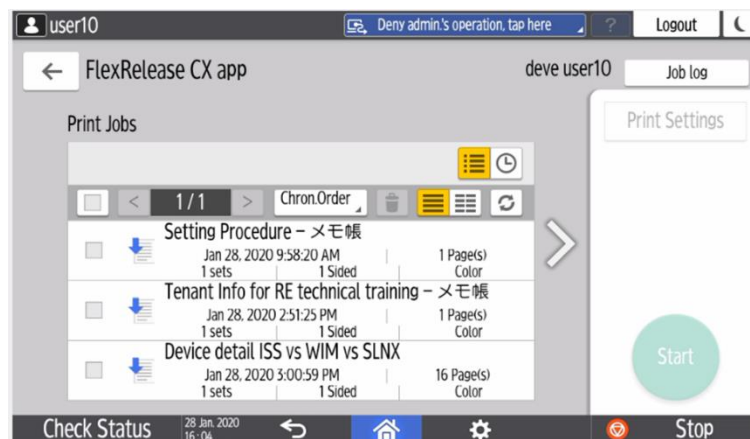 user10
Deny admin.'s operation, tap here
?
Logout
FlexRelease CX app
deve user10
Job log
Print Jobs
Print Settings
< 1/1 > Chron.Order
Setting Procedure – メモ帳
Jan 28, 2020 9:58:20 AM | 1 Page(s)
1 sets | 1 Sided | Color
Tenant Info for RE technical training – メモ帳
Jan 28, 2020 2:51:25 PM | 1 Page(s)
1 sets | 1 Sided | Color
Device detail ISS vs WIM vs SLNX
Jan 28, 2020 3:00:59 PM | 16 Page(s)
1 sets | 1 Sided | Color
Start
Check Status
28 Jan. 2020
16:04
Stop